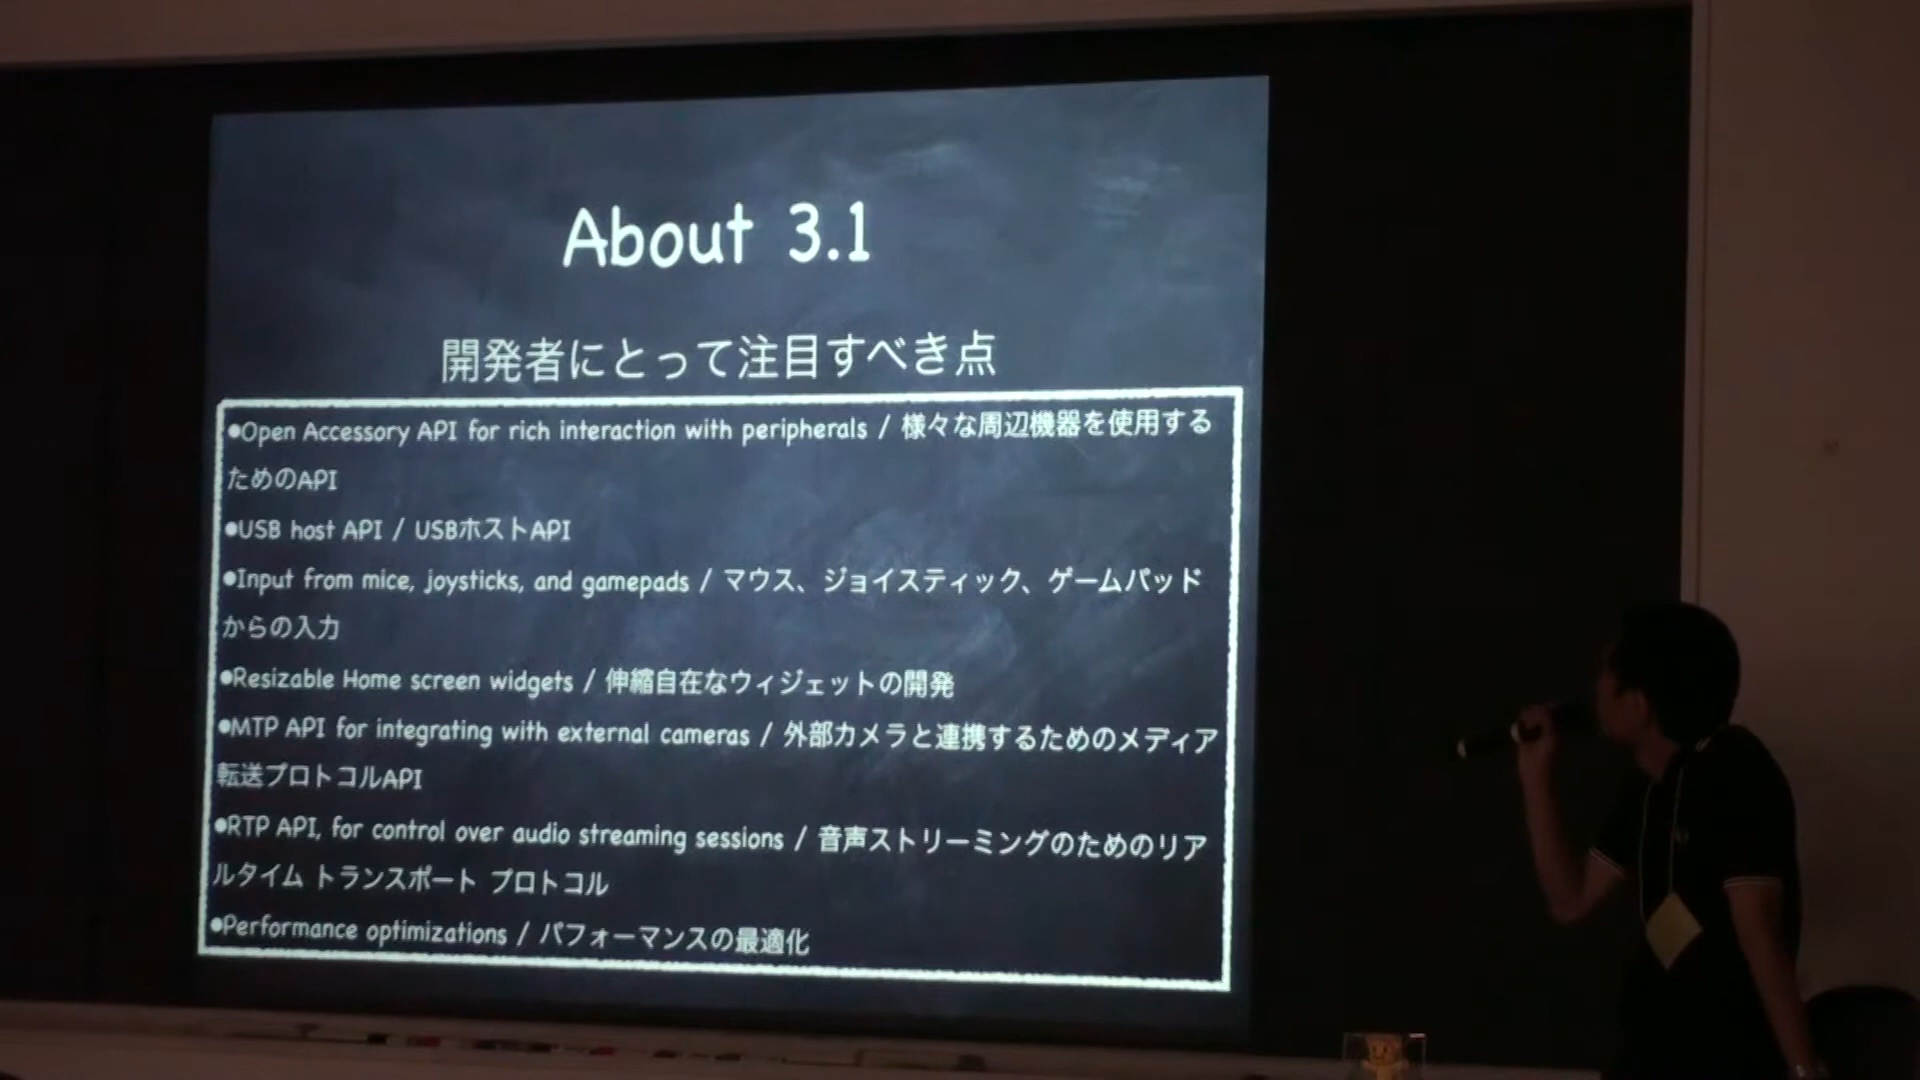 About 3.1
開発者にとって注目すべき点
●Open Accessory API for rich interaction with peripherals / 様々な周辺機器を使用する
ためのAPI
●USB host API / USBホストAPI
●Input from mice, joysticks, and gamepads / マウス、ジョイスティック、ゲームパッド
からの入力
●Resizable Home screen widgets / 伸縮自在なウィジェットの開発
●MTP API for integrating with external cameras / 外部カメラと連携するためのメディア
転送プロトコルAPI
●RTP API, for control over audio streaming sessions / 音声ストリーミングのためのリア
ルタイム トランスポート プロトコル
●Performance optimizations / パフォーマンスの最適化